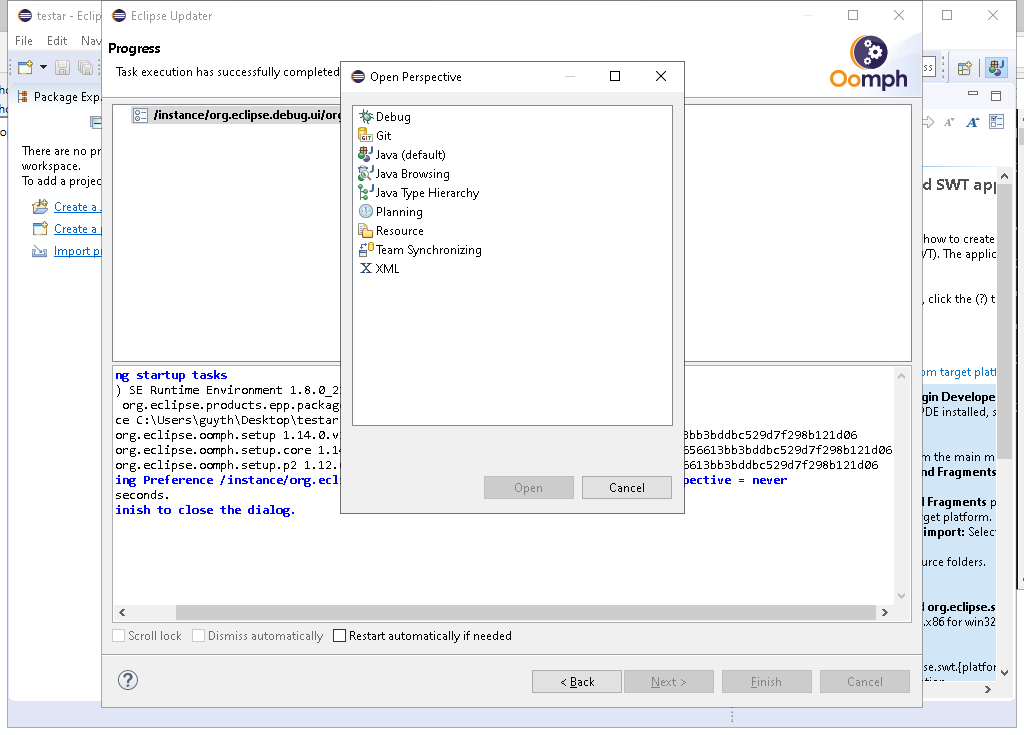 testar - Eclip
Eclipse Updater
File Edit Nav
Progress
Task execution has successfully completed
Oomph
Package Exp
There are no pr
workspace.
To add a projec
Create a
Create a
Import p
/instance/org.eclipse.debug.ui/org
Open Perspective
Debug
Git
Java (default)
Java Browsing
Java Type Hierarchy
Planning
Resource
Team Synchronizing
XML
Open Cancel
ng startup tasks
) SE Runtime Environment 1.8.0_2
org.eclipse.products.epp.packag
ce C:\Users\guyth\Desktop\testar
org.eclipse.oomph.setup 1.14.0.v
3bb3bddbc529d7f298b121d06
org.eclipse.oomph.setup.core 1.14
656613bb3bddbc529d7f298b121d06
org.eclipse.oomph.setup.p2 1.12.
6613bb3bddbc529d7f298b121d06
ing Preference /instance/org.ecl
pective = never
seconds.
inish to close the dialog.
Scroll lock Dismiss automatically Restart automatically if needed
< Back Next > Finish Cancel
ss
d SWT app
how to create
VT). The applic
, click the (?) t
om target platf
gin Develope
PDE installed, s
m the main m
nd Fragments
l Fragments p
get platform.
import: Selec
urce folders.
d org.eclipse.s
.x86 for win32
se.swt.{platfor